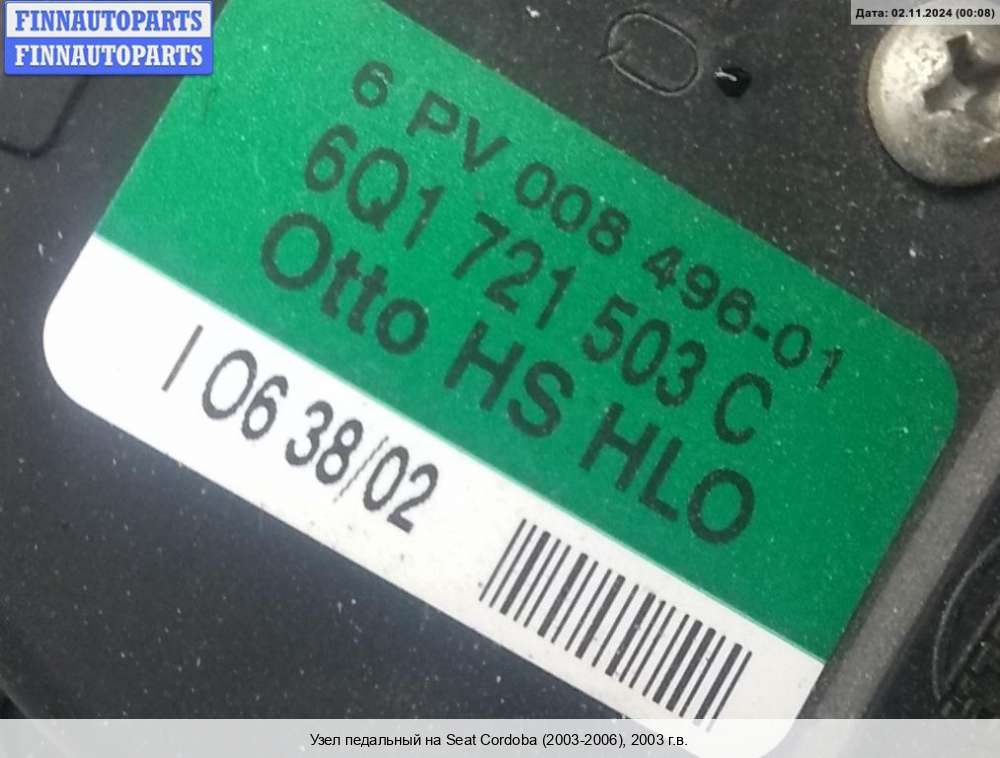 FINNAUTOPARTS
FINNAUTOPARTS
Дата: 02.11.2024 (00:08)
6 PV 008 496-01
6Q1 721 503 C
Otto HS HLO
I O6 38/02
Узел педальный на Seat Cordoba (2003-2006), 2003 г.в.